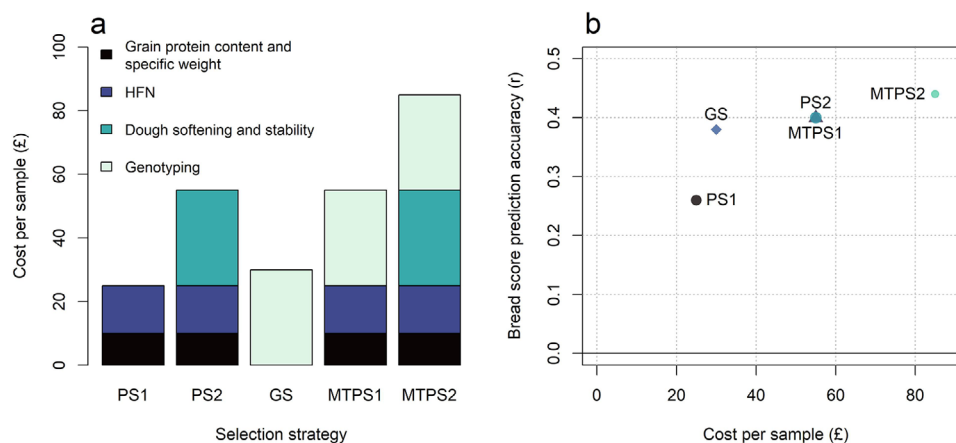 a
Grain protein content and
specific weight
HFN
Dough softening and stability
Genotyping
Cost per sample (£)
0
20
40
60
80
100
PS1
PS2
GS
MTPS1
MTPS2
Selection strategy
b
Bread score prediction accuaracy (r)
0.0
0.1
0.2
0.3
0.4
0.5
MTPS2
PS2
GS
MTPS1
PS1
0
20
40
60
80
Cost per sample (£)